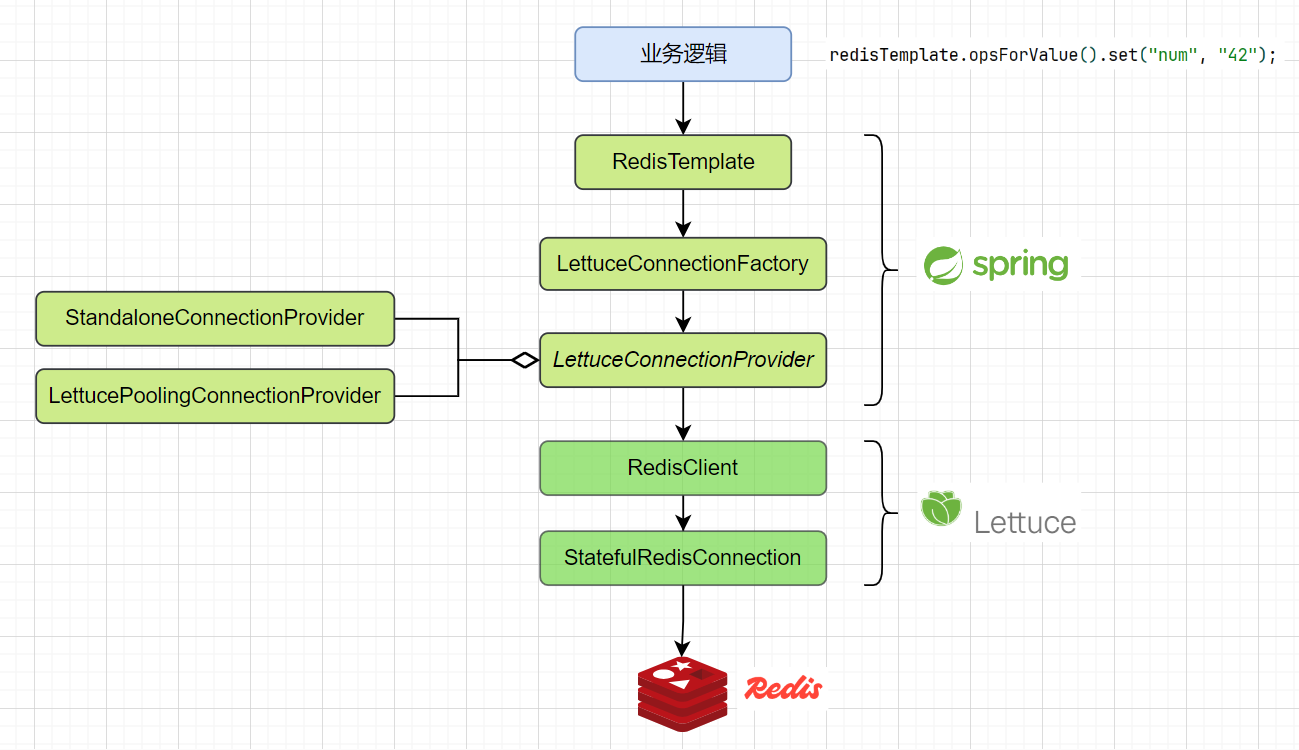 业务逻辑
redisTemplate.opsForValue().set("num", "42");
RedisTemplate
LettuceConnectionFactory
spring
StandaloneConnectionProvider
LettuceConnectionProvider
LettucePoolingConnectionProvider
RedisClient
Lettuce
StatefulRedisConnection
Redis